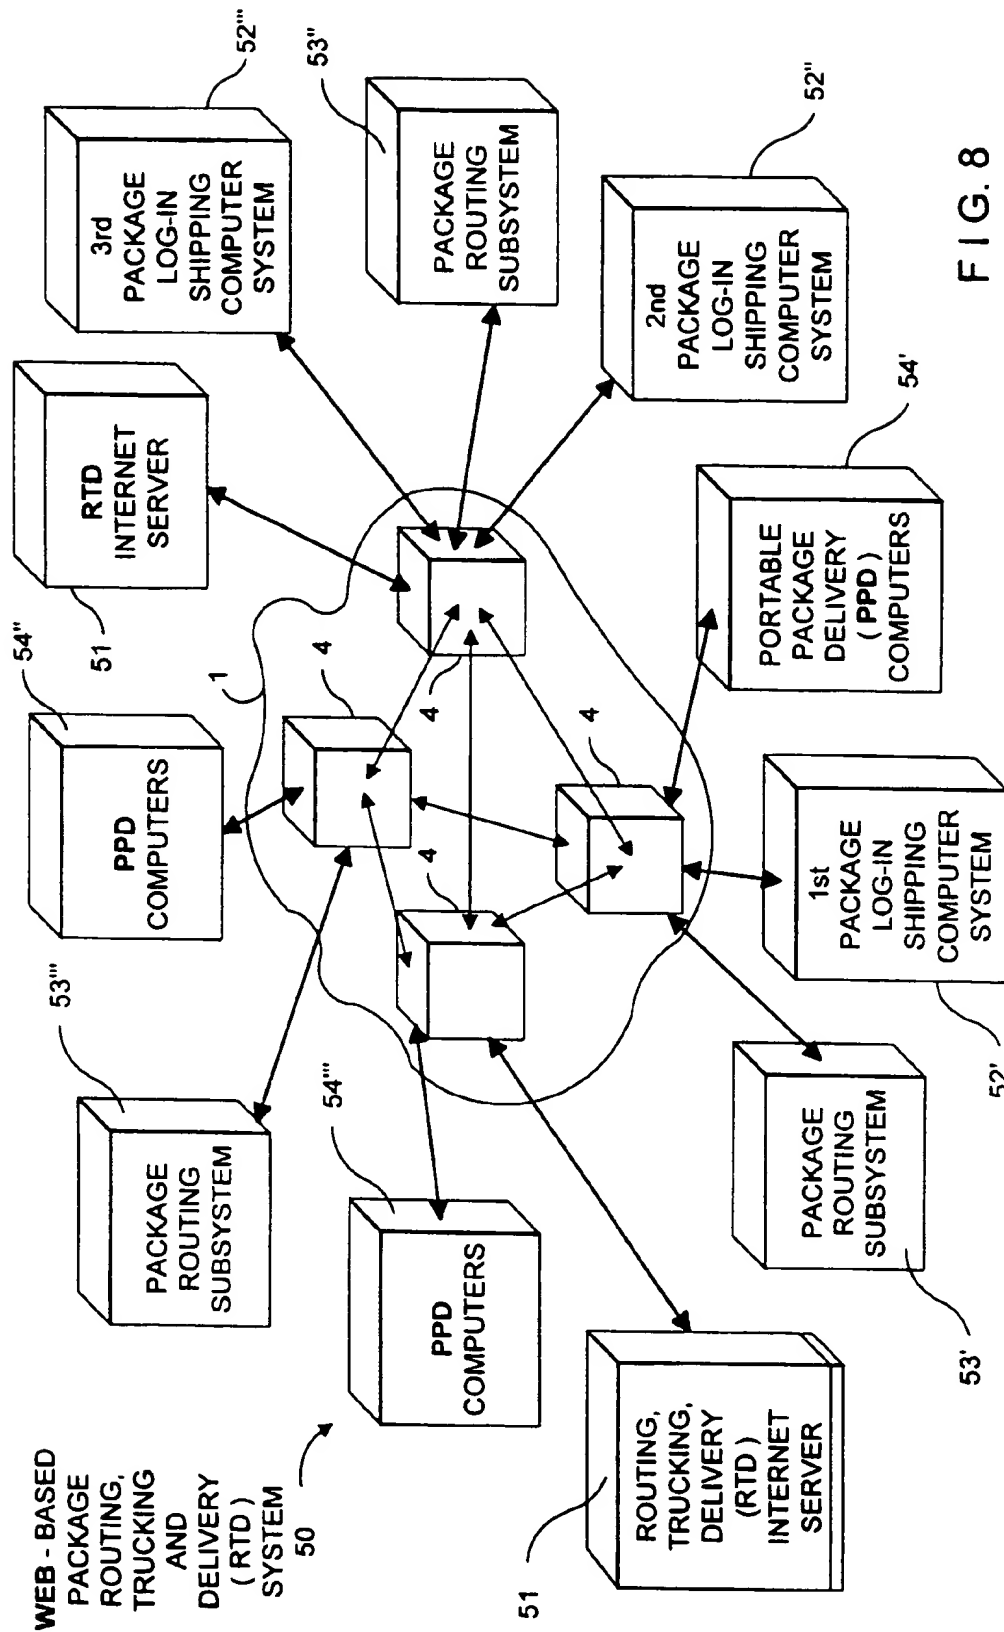 WEB - BASED
PACKAGE
ROUTING,
TRUCKING
AND
DELIVERY
( RTD )
SYSTEM
50
53'''
PACKAGE
ROUTING
SUBSYSTEM
54''
PPD
COMPUTERS
51
RTD
INTERNET
SERVER
52'''
3rd
PACKAGE
LOG-IN
SHIPPING
COMPUTER
SYSTEM
53''
PACKAGE
ROUTING
SUBSYSTEM
52''
2nd
PACKAGE
LOG-IN
SHIPPING
COMPUTER
SYSTEM
1
4
4
4
4
4
54'''
PPD
COMPUTERS
51
ROUTING,
TRUCKING,
DELIVERY
(RTD )
INTERNET
SERVER
53'
PACKAGE
ROUTING
SUBSYSTEM
52'
1st
PACKAGE
LOG-IN
SHIPPING
COMPUTER
SYSTEM
54'
PORTABLE
PACKAGE
DELIVERY
( PPD )
COMPUTERS
FIG. 8